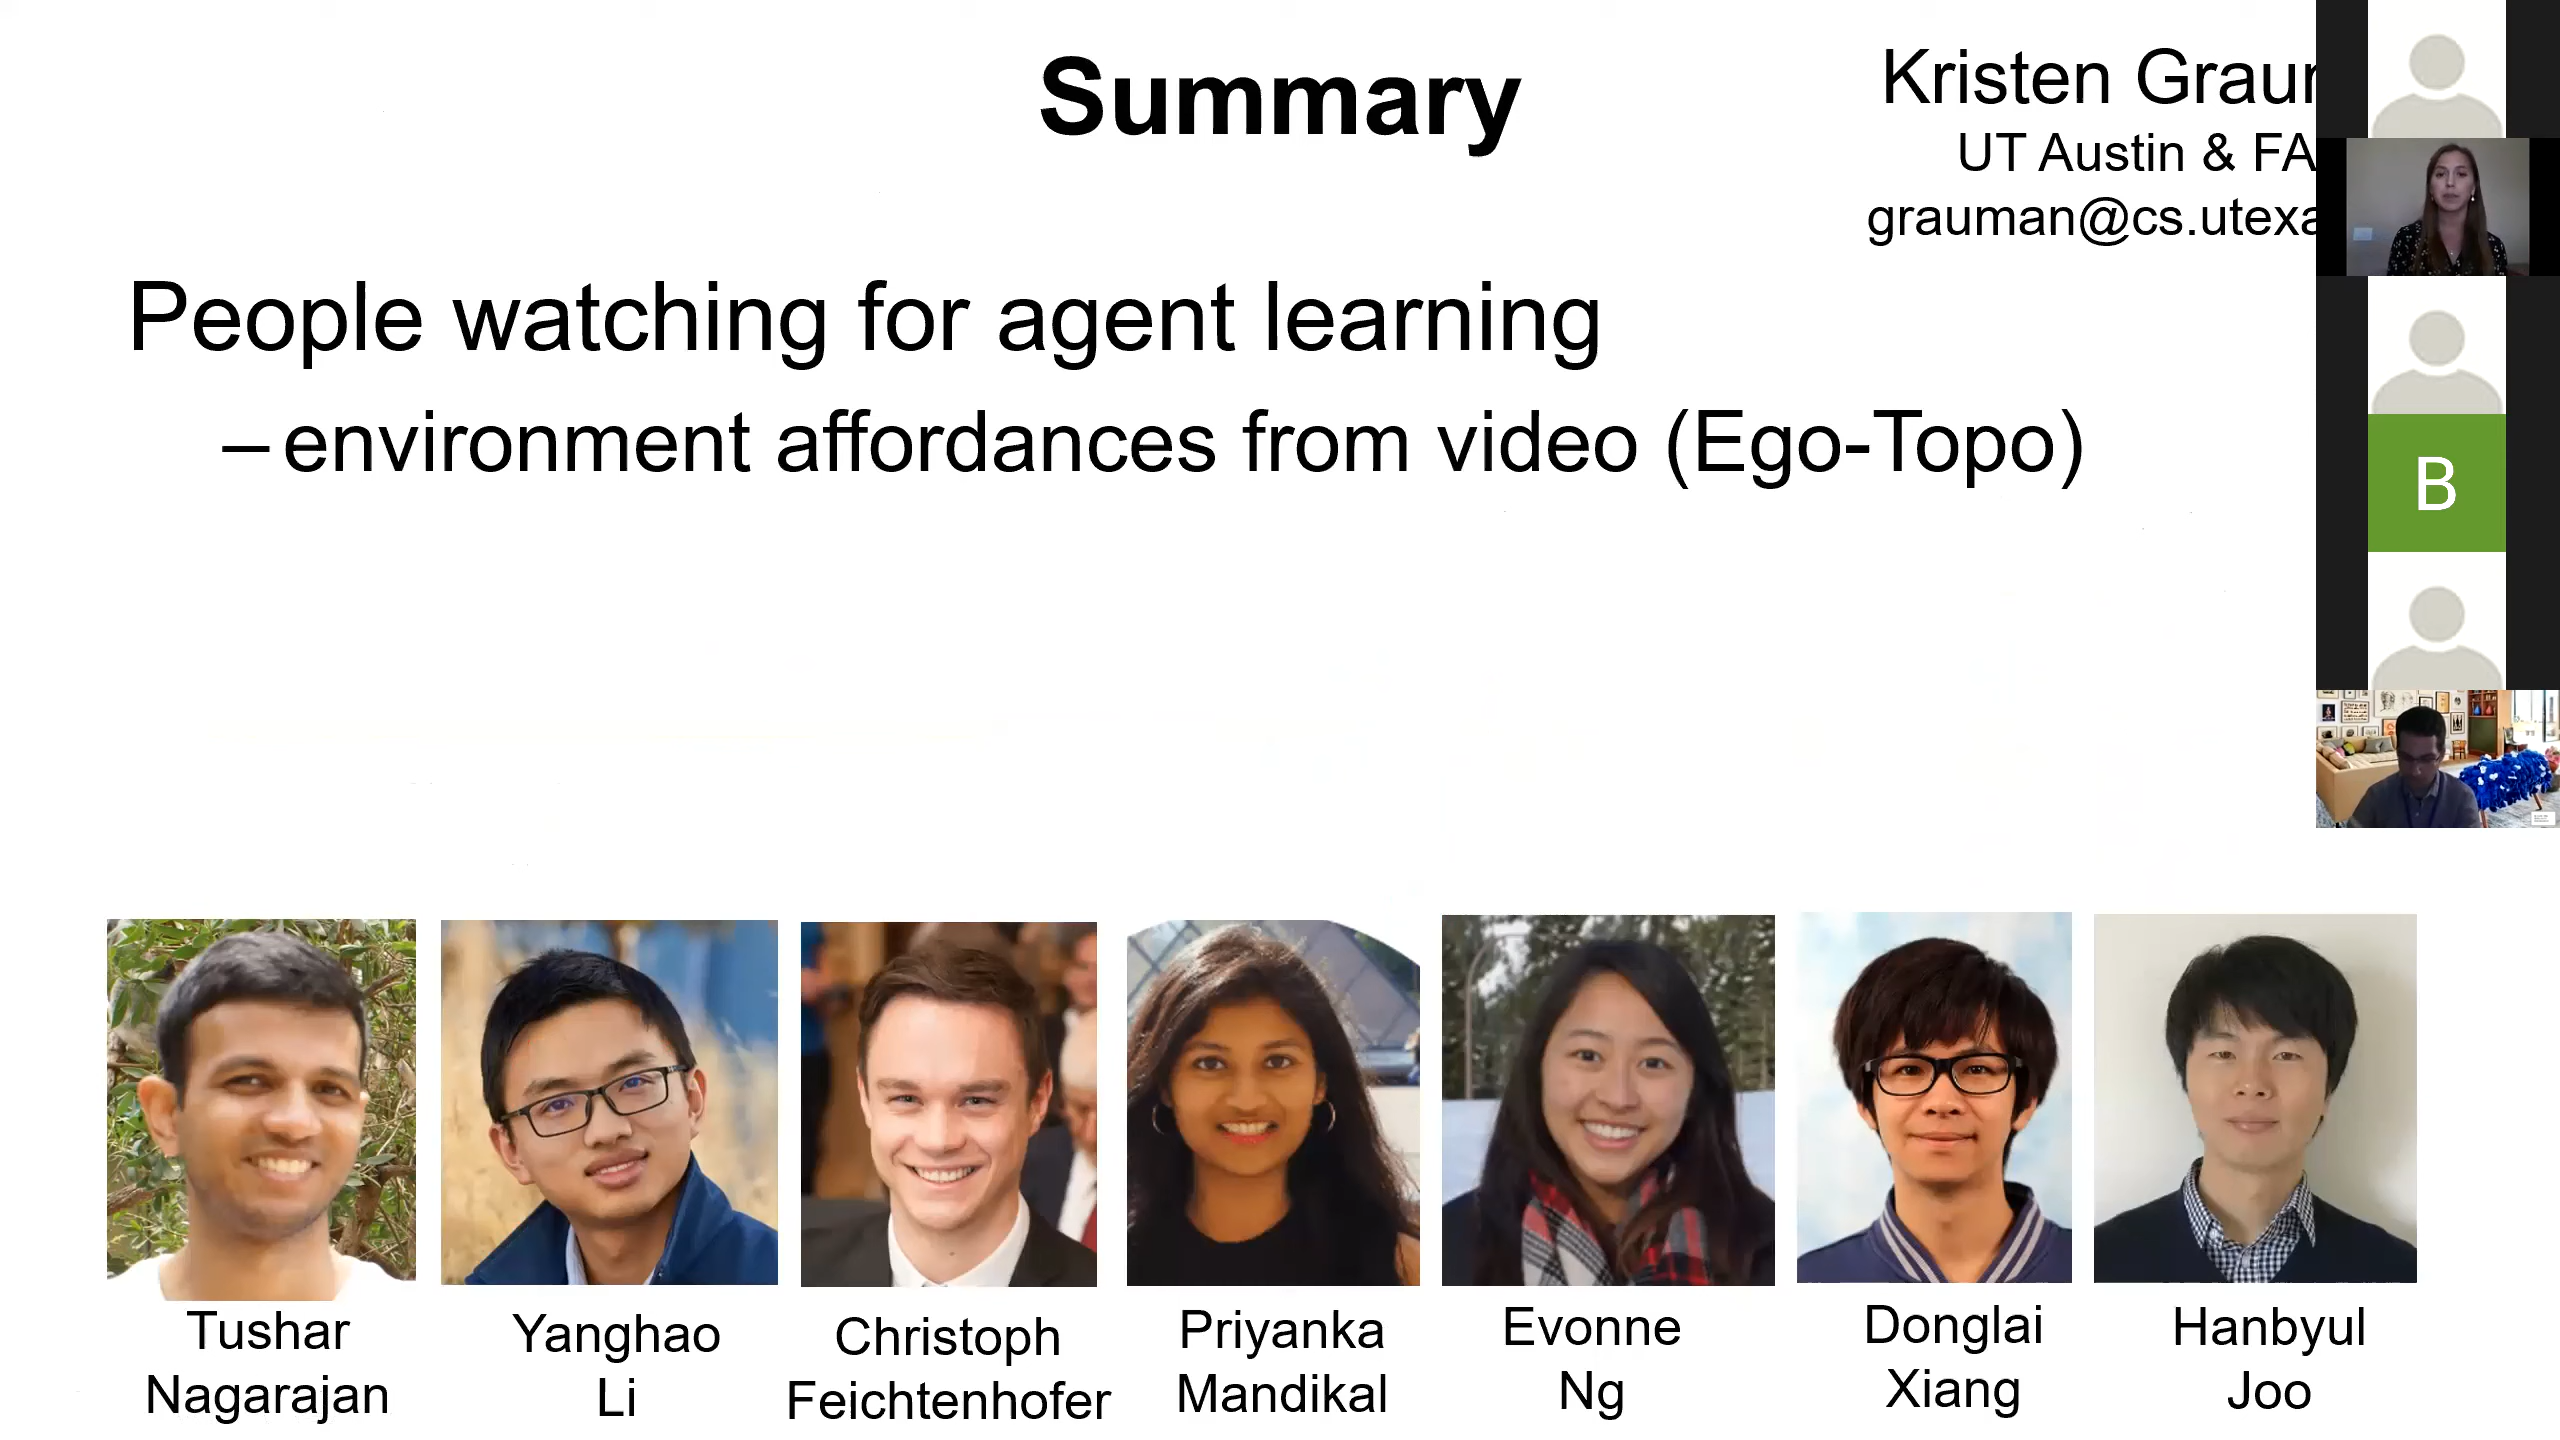 Summary
Kristen Graur
UT Austin & FA
grauman@cs.utexa
People watching for agent learning
– environment affordances from video (Ego-Topo)
B
Tushar
Nagarajan
Yanghao
Li
Christoph
Feichtenhofer
Priyanka
Mandikal
Evonne
Ng
Donglai
Xiang
Hanbyul
Joo